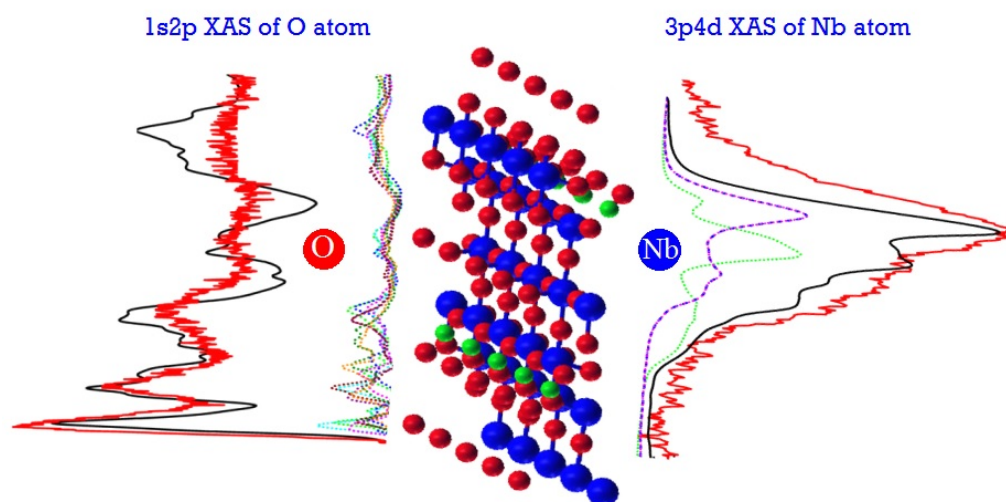 1s2p XAS of O atom
3p4d XAS of Nb atom
O
Nb